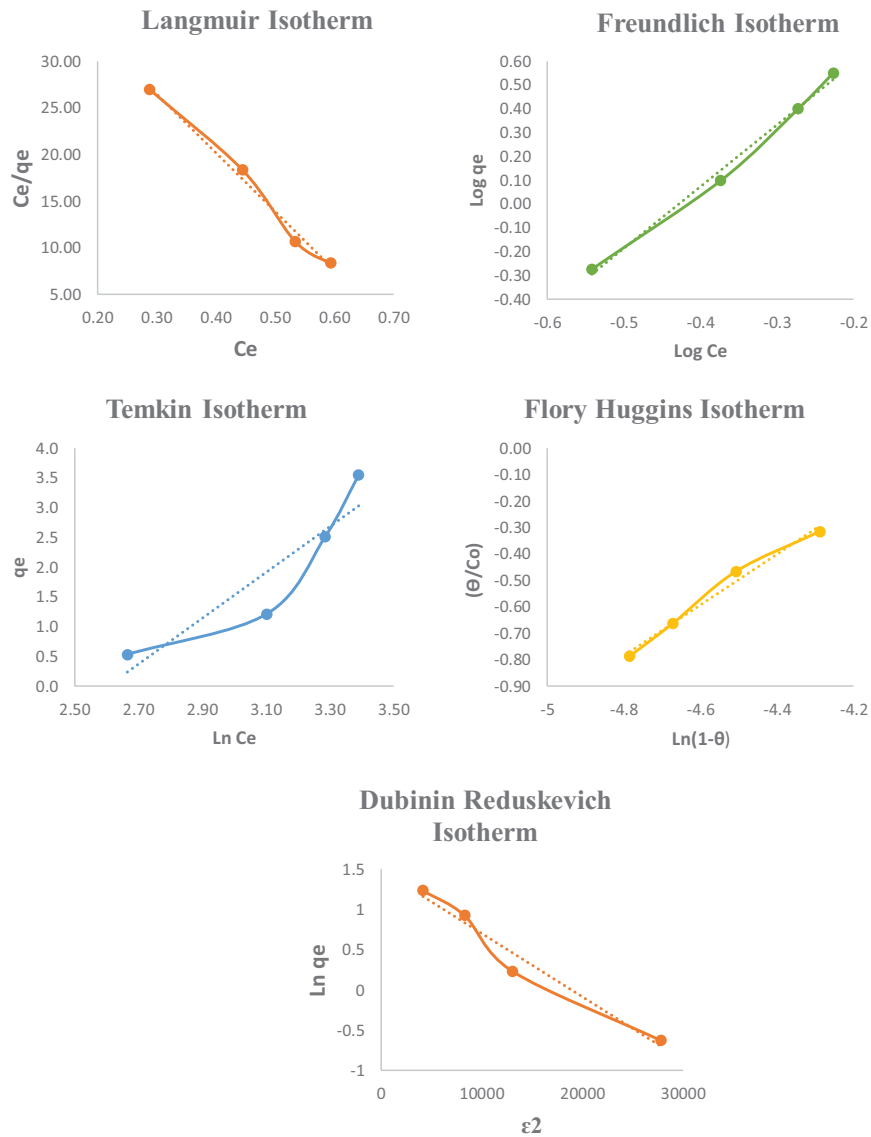 Langmuir Isotherm
30.00
25.00
20.00
15.00
10.00
5.00
0.20 0.30 0.40 0.50 0.60 0.70
Ce/qe
Ce
Freundlich Isotherm
0.60
0.50
0.40
0.30
0.20
0.10
0.00
-0.10
-0.20
-0.30
-0.40
-0.6 -0.5 -0.4 -0.3 -0.2
Log qe
Log Ce
Temkin Isotherm
4.0
3.5
3.0
2.5
2.0
1.5
1.0
0.5
0.0
2.50 2.70 2.90 3.10 3.30 3.50
qe
Ln Ce
Flory Huggins Isotherm
0.00
-0.10
-0.20
-0.30
-0.40
-0.50
-0.60
-0.70
-0.80
-0.90
-5 -4.8 -4.6 -4.4 -4.2
(Θ/Co)
Ln(1-θ)
Dubinin Reduskevich
Isotherm
1.5
1
0.5
0
-0.5
-1
0 10000 20000 30000
Ln qe
ε2